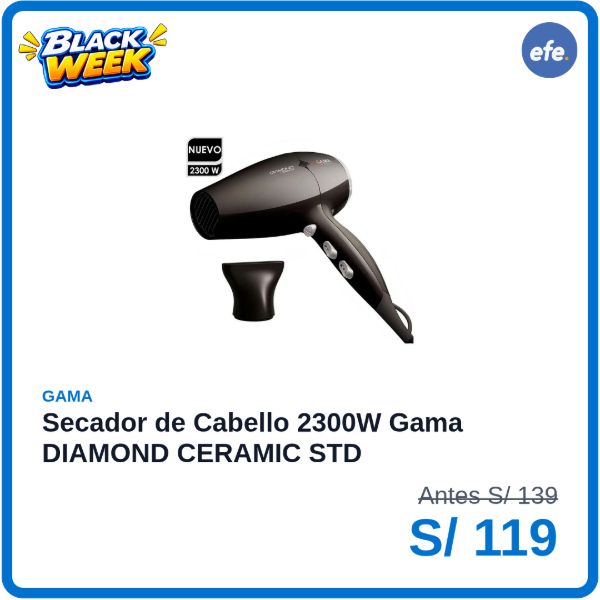 BLACK
WEEK
efe.
NUEVO
2300 W
GAMA
Secador de Cabello 2300W Gama
DIAMOND CERAMIC STD
Antes S/ 139
S/ 119